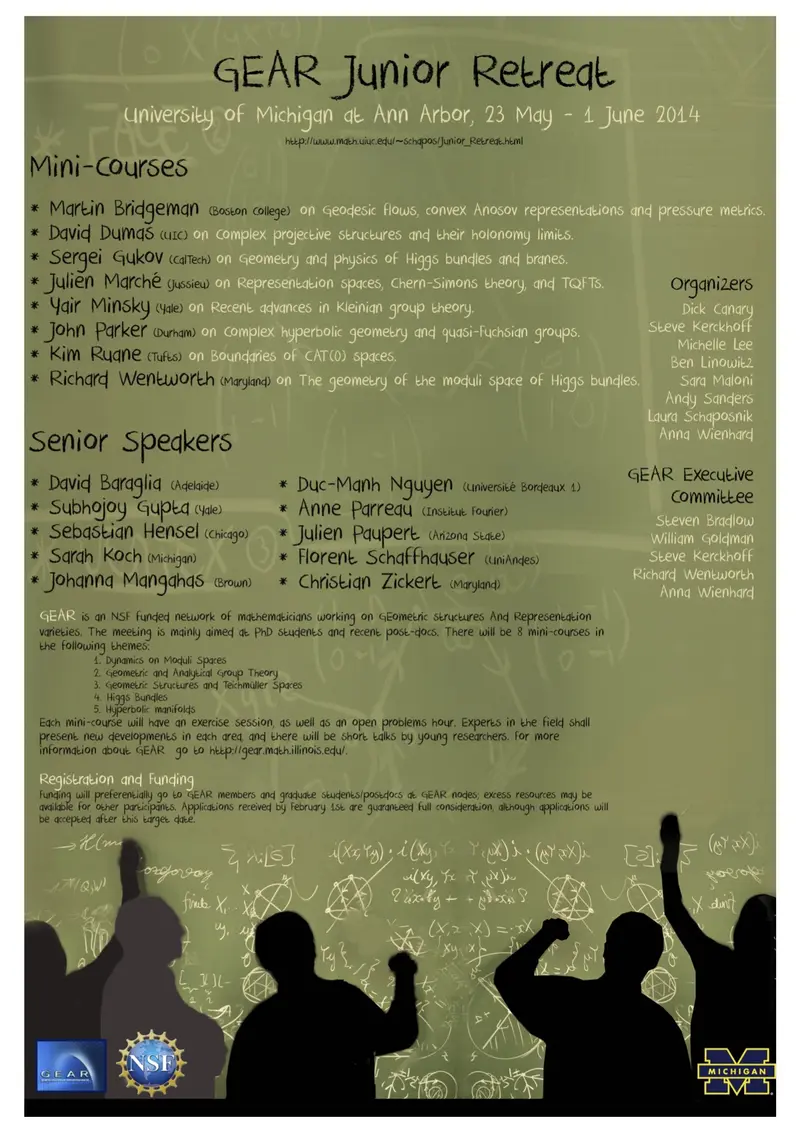 GEAR Junior Retreat
University of Michigan at Ann Arbor, 23 May - 1 June 2014
http://www.math.uiuc.edu/~schapos/Junior_Retreat.html
Mini-Courses
* Martin Bridgeman (Boston College) on Geodesic flows, convex Anosov representations and pressure metrics.
* David Dumas (UIC) on Complex projective structures and their holonomy limits.
* Sergei Gukov (CalTech) on Geometry and physics of Higgs bundles and branes.
* Julien Marché (Jussieu) on Representation spaces, Chern-Simons theory, and TQFTs.
* Yair Minsky (Yale) on Recent advances in Kleinian group theory.
* John Parker (Durham) on Complex hyperbolic geometry and quasi-Fuchsian groups.
* Kim Ruane (Tufts) on Boundaries of CAT(0) spaces.
* Richard Wentworth (Maryland) on The geometry of the moduli space of Higgs bundles.
Organizers
Dick Canary
Steve Kerckhoff
Michelle Lee
Ben Linowitz
Sara Maloni
Andy Sanders
Laura Schaposnik
Anna Wienhard
Senior Speakers
* David Baraglia (Adelaide)
* Subhojoy Gupta (Yale)
* Sebastian Hensel (Chicago)
* Sarah Koch (Michigan)
* Johanna Mangahas (Brown)
* Duc-Manh Nguyen (Université Bordeaux 1)
* Anne Parreau (Institut Fourier)
* Julien Paupert (Arizona State)
* Florent Schaffhauser (UniAndes)
* Christian Zickert (Maryland)
GEAR Executive
Committee
Steven Bradlow
William Goldman
Steve Kerckhoff
Richard Wentworth
Anna Wienhard
GEAR is an NSF funded network of mathematicians working on GEometric structures And Representation
varieties. The meeting is mainly aimed at PhD students and recent post-docs. There will be 8 mini-courses in
the following themes:
1. Dynamics on Moduli Spaces
2. Geometric and Analytical Group Theory
3. Geometric Structures and Teichmüller Spaces
4. Higgs Bundles
5. Hyperbolic manifolds
Each mini-course will have an exercise session, as well as an open problems hour. Experts in the field shall
present new developments in each area, and there will be short talks by young researchers. For more
information about GEAR go to http://gear.math.illinois.edu/.
Registration and Funding
Funding will preferentially go to GEAR members and graduate students/postdocs at GEAR nodes; excess resources may be
available for other participants. Applications received by February 1st are guaranteed full consideration, although applications will
be accepted after this target date.
GEAR
NSF
MICHIGAN